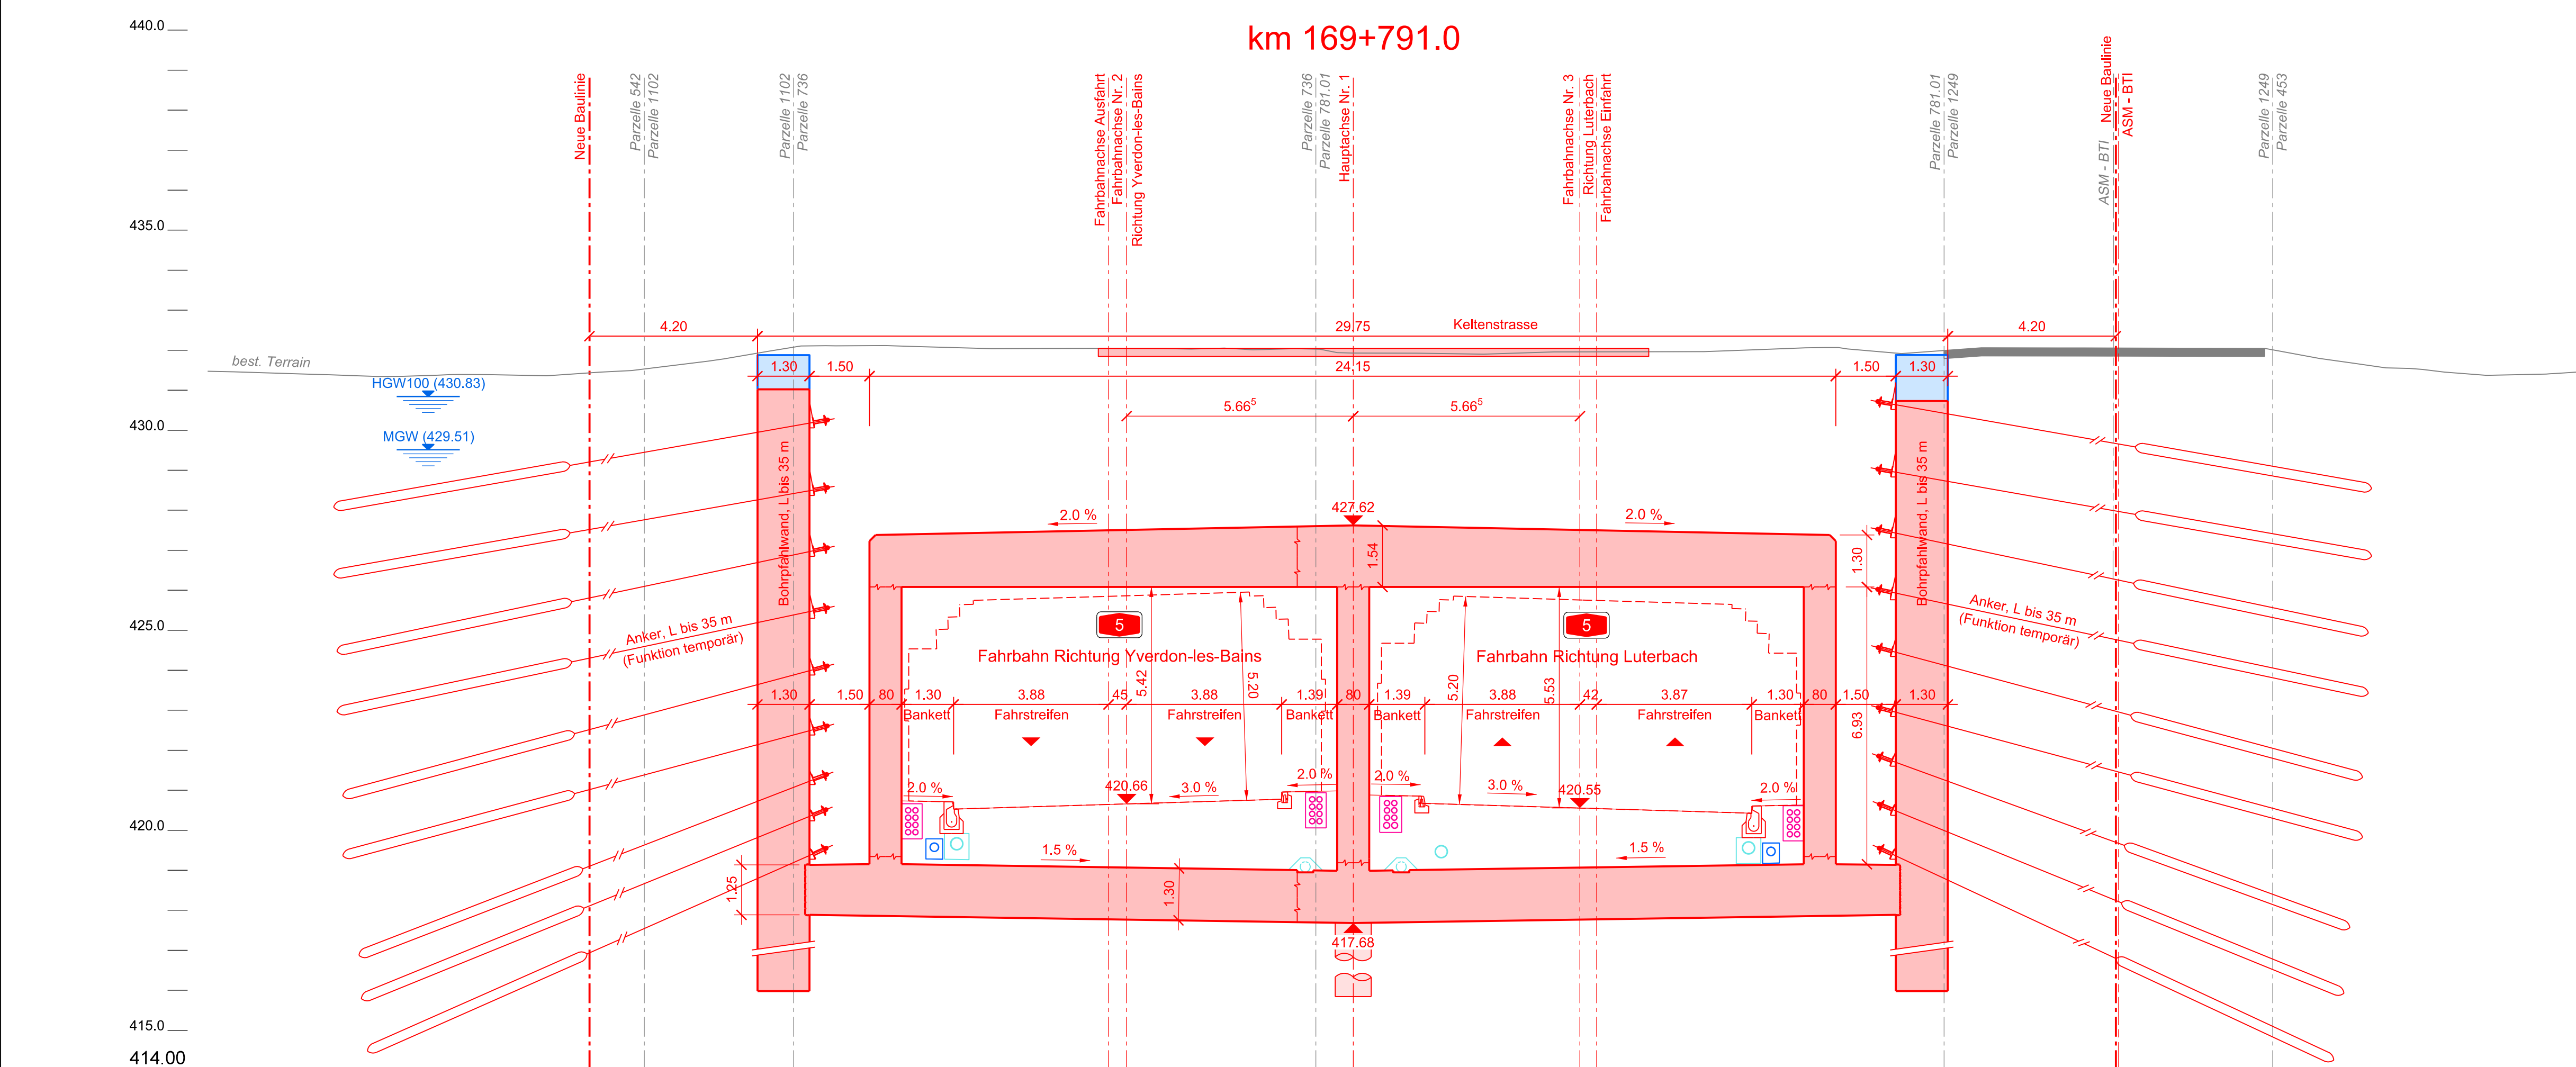 km 169+791.0
440.0
435.0
430.0
425.0
420.0
415.0
414.00
Neue Baulinie
Parzelle 542
Parzelle 1102
Parzelle 1102
Parzelle 736
Fahrbahnachse Ausfahrt
Fahrbahnachse Nr. 2
Richtung Yverdon-les-Bains
Parzelle 736
Parzelle 781.01
Hauptachse Nr. 1
Fahrbahnachse Nr. 3
Richtung Luterbach
Fahrbahnachse Einfahrt
Parzelle 781.01
Parzelle 1249
ASM - BTI
Neue Baulinie
ASM - BTI
Parzelle 1249
Parzelle 453
4.20
29.75
Keltenstrasse
4.20
best. Terrain
1.30
1.50
24.15
1.50
1.30
HGW100 (430.83)
5.66⁵
5.66⁵
MGW (429.51)
Bohrpfahlwand, L bis 35 m
Bohrpfahlwand, L bis 35 m
2.0 %
427.62
2.0 %
1.54
1.30
Anker, L bis 35 m
(Funktion temporär)
5
5
Anker, L bis 35 m
(Funktion temporär)
Fahrbahn Richtung Yverdon-les-Bains
Fahrbahn Richtung Luterbach
5.42
5.20
5.20
5.53
1.30
1.50
80
1.30
3.88
45
3.88
1.39
80
1.39
3.88
42
3.87
1.30
80
1.50
1.30
Bankett
Fahrstreifen
Fahrstreifen
Bankett
Bankett
Fahrstreifen
Fahrstreifen
Bankett
6.93
2.0 %
420.66
3.0 %
2.0 %
2.0 %
3.0 %
420.55
2.0 %
1.5 %
1.5 %
1.25
1.30
417.68